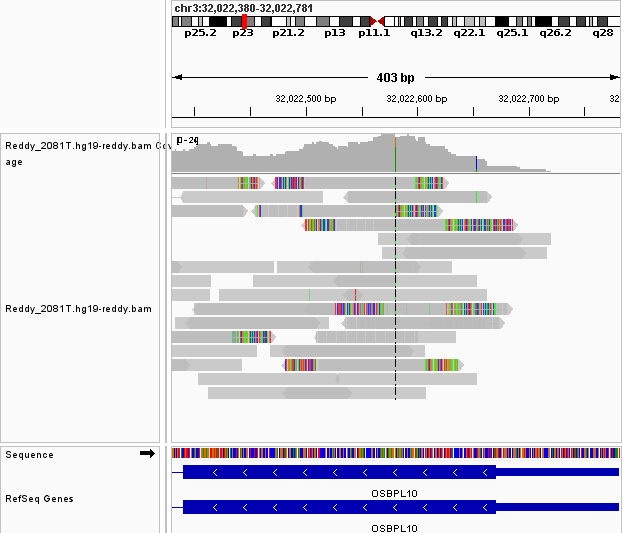 chr3:32,022,380-32,022,781
p25.2 p23 p21.2 p13 p11.1 q13.2 q22.1 q25.1 q26.2 q28
403 bp
32,022,500 bp 32,022,600 bp 32,022,700 bp 32
Reddy_2081T.hg19-reddy.bam Cov
age
Reddy_2081T.hg19-reddy.bam
Sequence
OSBPL10
RefSeq Genes
OSBPL10